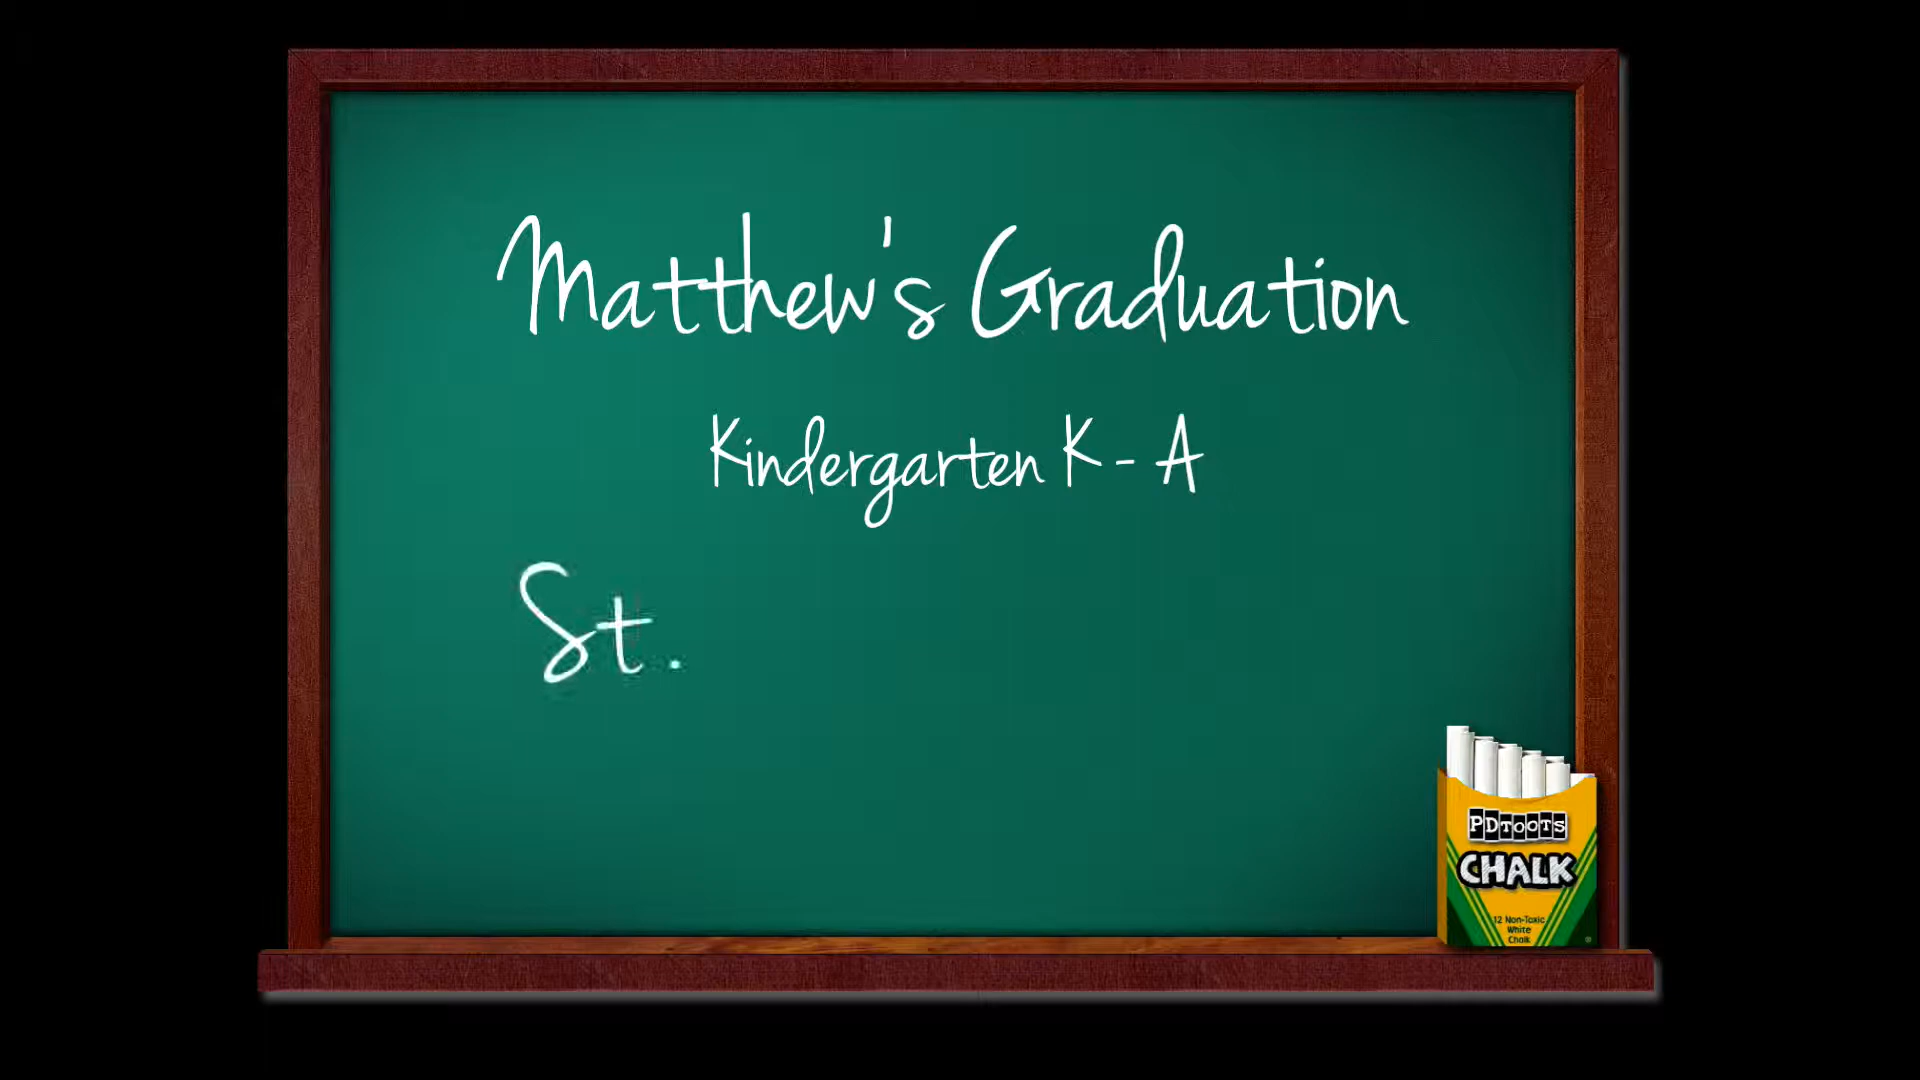 Matthew's Graduation
Kindergarten K - A
St.
PDTOOTS
CHALK
12 Non-Toxic
White
Chalk
®